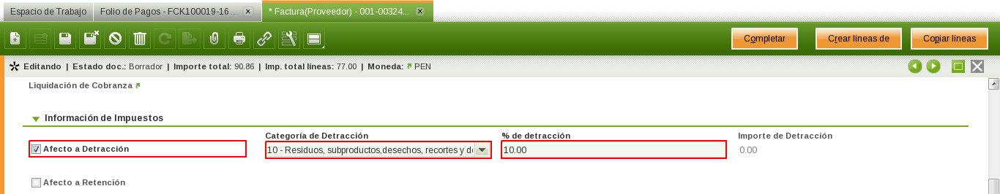 Espacio de Trabajo Folio de Pagos - FCK100019-16 ... * Factura(Proveedor) - 001-00324...
Completar Crear líneas de Copiar líneas
Editando | Estado doc.: Borrador | Importe total: 90.86 | Imp. total líneas: 77.00 | Moneda: PEN
Liquidación de Cobranza
Información de Impuestos
Categoría de Detracción % de detracción Importe de Detracción
Afecto a Detracción 10 - Residuos, subproductos,desechos, recortes y de 10.00 0.00
Afecto a Retención